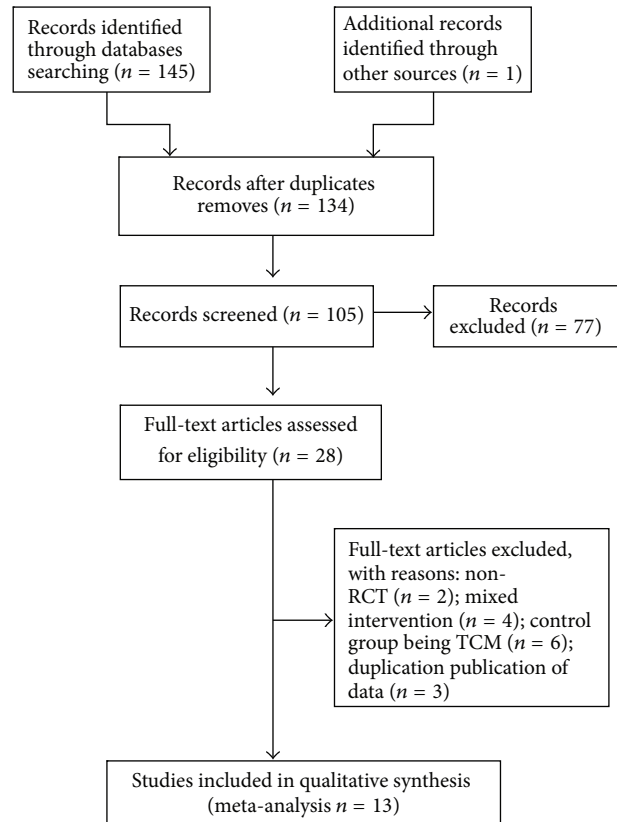 Records identified
through databases
searching (n = 145)
Additional records
identified through
other sources (n = 1)
Records after duplicates
removes (n = 134)
Records screened (n = 105)
Records
excluded (n = 77)
Full-text articles assessed
for eligibility (n = 28)
Full-text articles excluded,
with reasons: non-
RCT (n = 2); mixed
intervention (n = 4); control
group being TCM (n = 6);
duplication publication of
data (n = 3)
Studies included in qualitative synthesis
(meta-analysis n = 13)